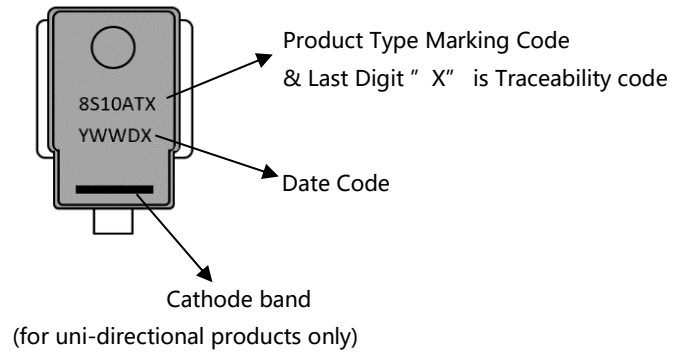 Product Type Marking Code
& Last Digit ”X” is Traceability code
8S10ATX
YWWDX
Date Code
Cathode band
(for uni-directional products only)